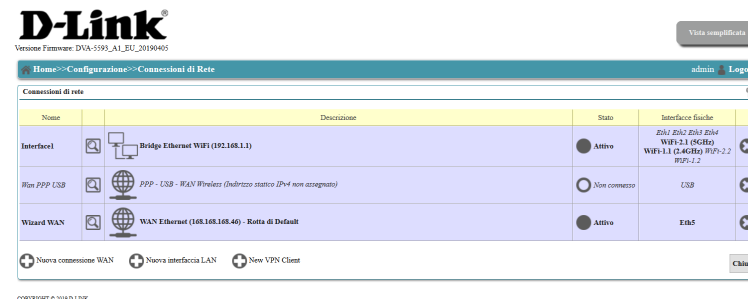 D-Link
Versione Firmware: DVA-5593_A1_EU_20190405
Vista semplificata
Home>>Configurazione>>Connessioni di Rete
admin
Connessioni di rete
Nome Descrizione Stato Interfacce fisiche
Interface1 Bridge Ethernet WiFi (192.168.1.1) Attivo
Eth1 Eth2 Eth3 Eth4
WiFi-2.1 (5GHz)
WiFi-1.1 (2.4GHz) WiFi-2.2
WiFi-1.2
Wan PPP USB PPP - USB - WAN Wireless (Indirizzo statico IPv4 non assegnato) Non connesso USB
Wizard WAN WAN Ethernet (168.168.168.46) - Rotta di Default Attivo Eth5
Nuova connessione WAN Nuova interfaccia LAN New VPN Client